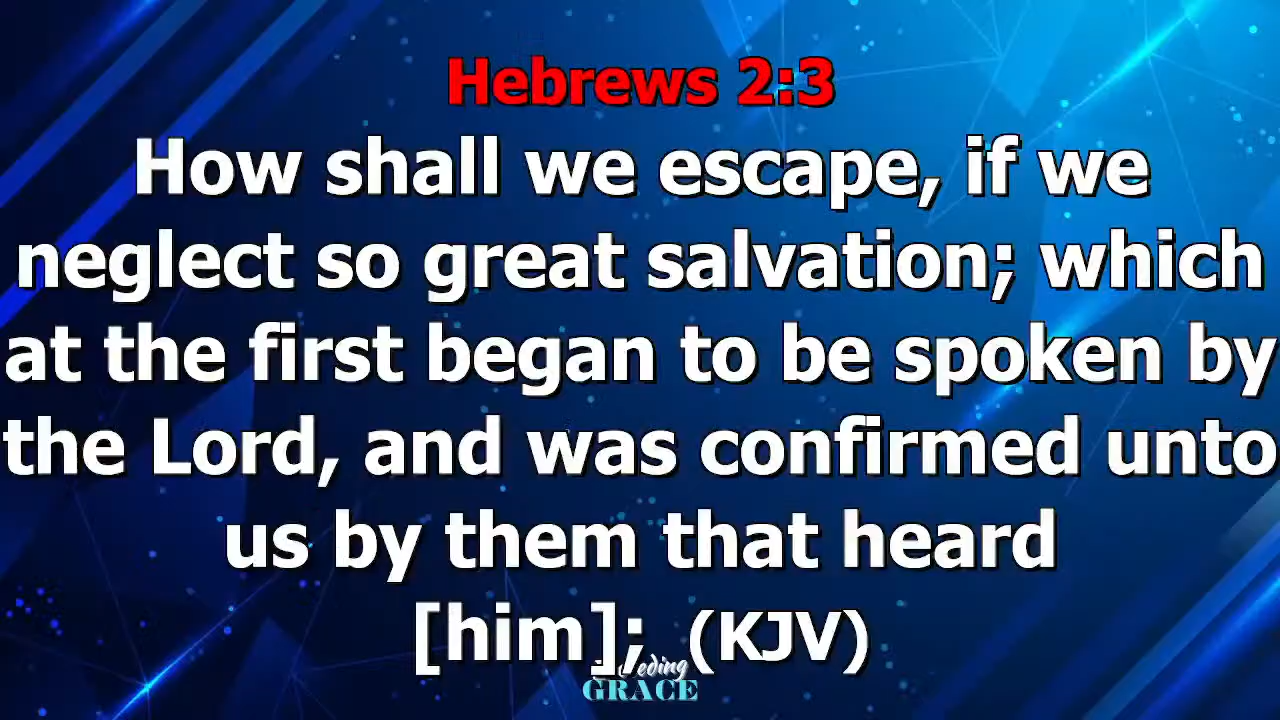 Hebrews 2:3
How shall we escape, if we
neglect so great salvation; which
at the first began to be spoken by
the Lord, and was confirmed unto
us by them that heard
[him]; (KJV)
GRACE